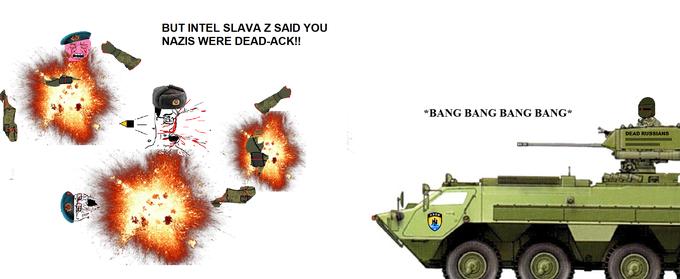 BUT INTEL SLAVA Z SAID YOU
NAZIS WERE DEAD-ACK!!
*BANG BANG BANG BANG*
DEAD RUSSIANS